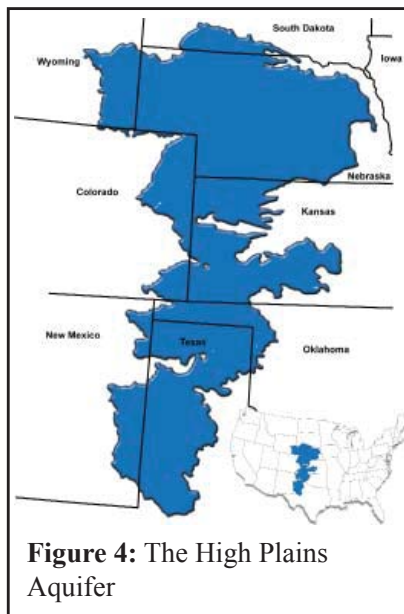 South Dakota
Wyoming
Iowa
Nebraska
Colorado
Kansas
New Mexico
Texas
Oklahoma
Figure 4: The High Plains
Aquifer